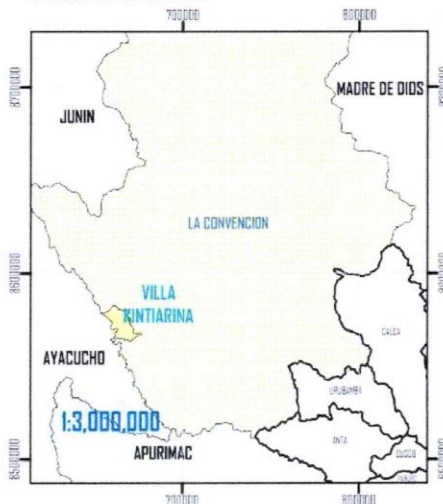 700000 800000
8700000
MADRE DE DIOS
JUNIN
LA CONVENCION
8600000
VILLA
KINTIARINA
CALCA
AYACUCHO
URUBAMBA
1:3,000,000
ANTA
APURIMAC
CUSCO
8500000
700000 800000